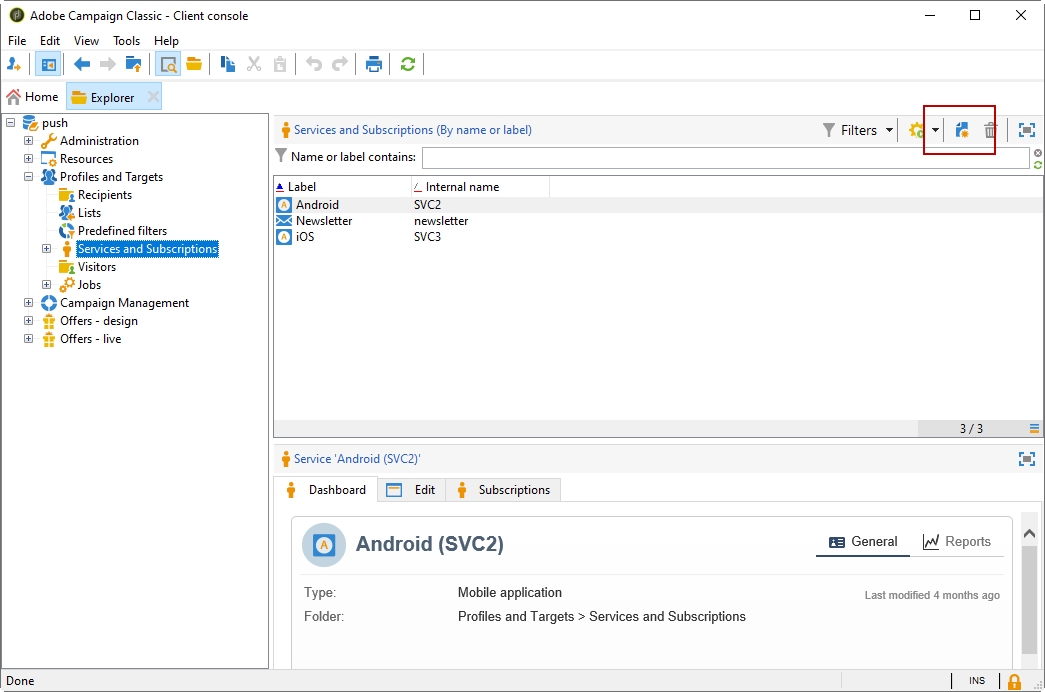 Adobe Campaign Classic - Client console
File Edit View Tools Help
Home Explorer
push
Administration
Resources
Profiles and Targets
Recipients
Lists
Predefined filters
Services and Subscriptions
Visitors
Jobs
Campaign Management
Offers - design
Offers - live
Services and Subscriptions (By name or label)
Filters
Name or label contains:
Label Internal name
Android SVC2
Newsletter newsletter
iOS SVC3
3 / 3
Service 'Android (SVC2)'
Dashboard Edit Subscriptions
Android (SVC2)
General Reports
Type: Mobile application
Last modified 4 months ago
Folder: Profiles and Targets > Services and Subscriptions
Done
INS